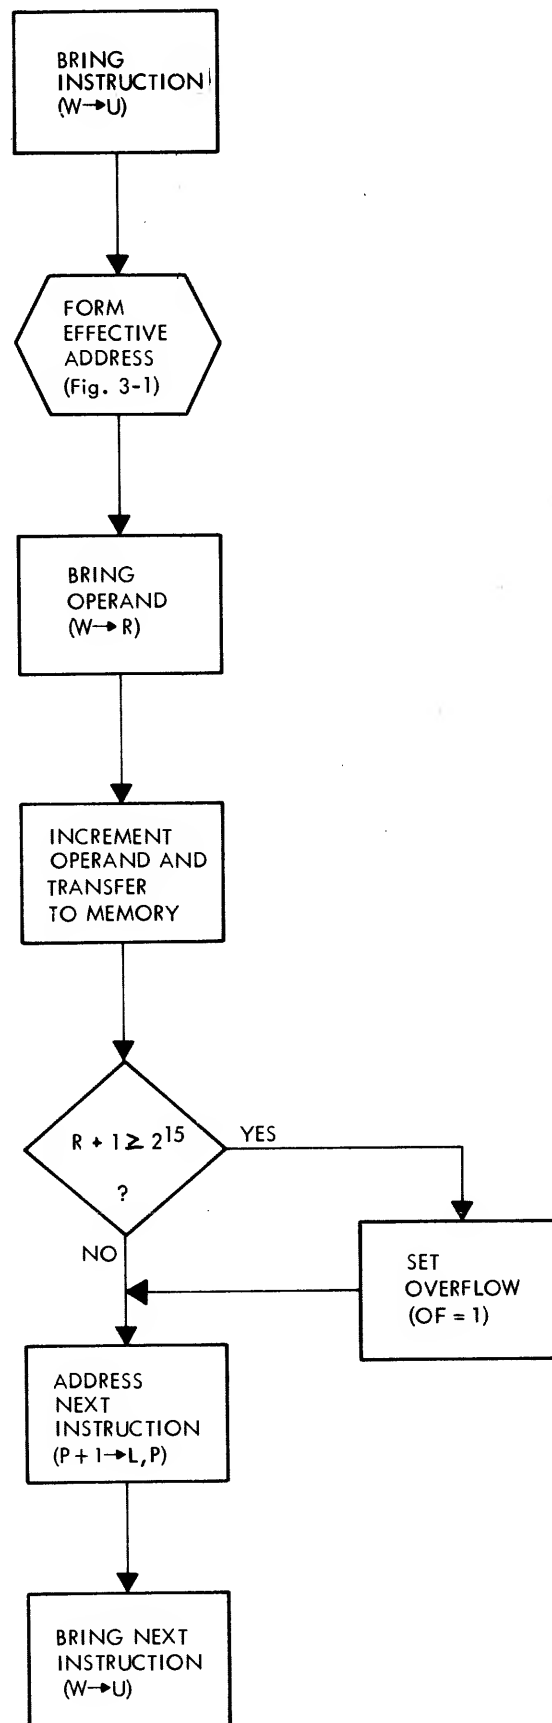 BRING
INSTRUCTION
(W→U)
FORM
EFFECTIVE
ADDRESS
(Fig. 3-1)
BRING
OPERAND
(W→R)
INCREMENT
OPERAND AND
TRANSFER
TO MEMORY
R + 1 ≥ 2^15
?
YES
NO
SET
OVERFLOW
(OF = 1)
ADDRESS
NEXT
INSTRUCTION
(P + 1→L, P)
BRING NEXT
INSTRUCTION
(W→U)